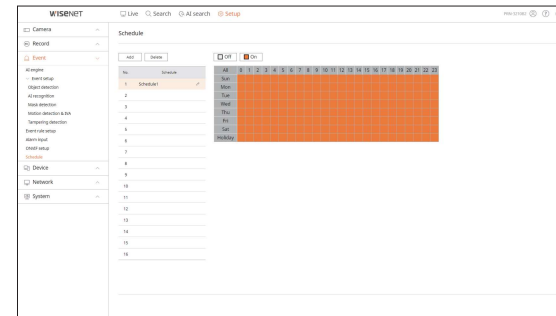 WISENET
Live Search AI search Setup
Camera
Record
Event
AI engine
Event setup
Object detection
AI recognition
Mask detection
Motion detection & IVA
Tampering detection
Event rule setup
Alarm input
ONVIF setup
Schedule
Device
Network
System
Schedule
Add Delete
No. Schedule
1 Schedule1
2
3
4
5
6
7
8
9
10
11
12
13
14
15
16
Off On
All 0 1 2 3 4 5 6 7 8 9 10 11 12 13 14 15 16 17 18 19 20 21 22 23
Sun
Mon
Tue
Wed
Thu
Fri
Sat
Holiday